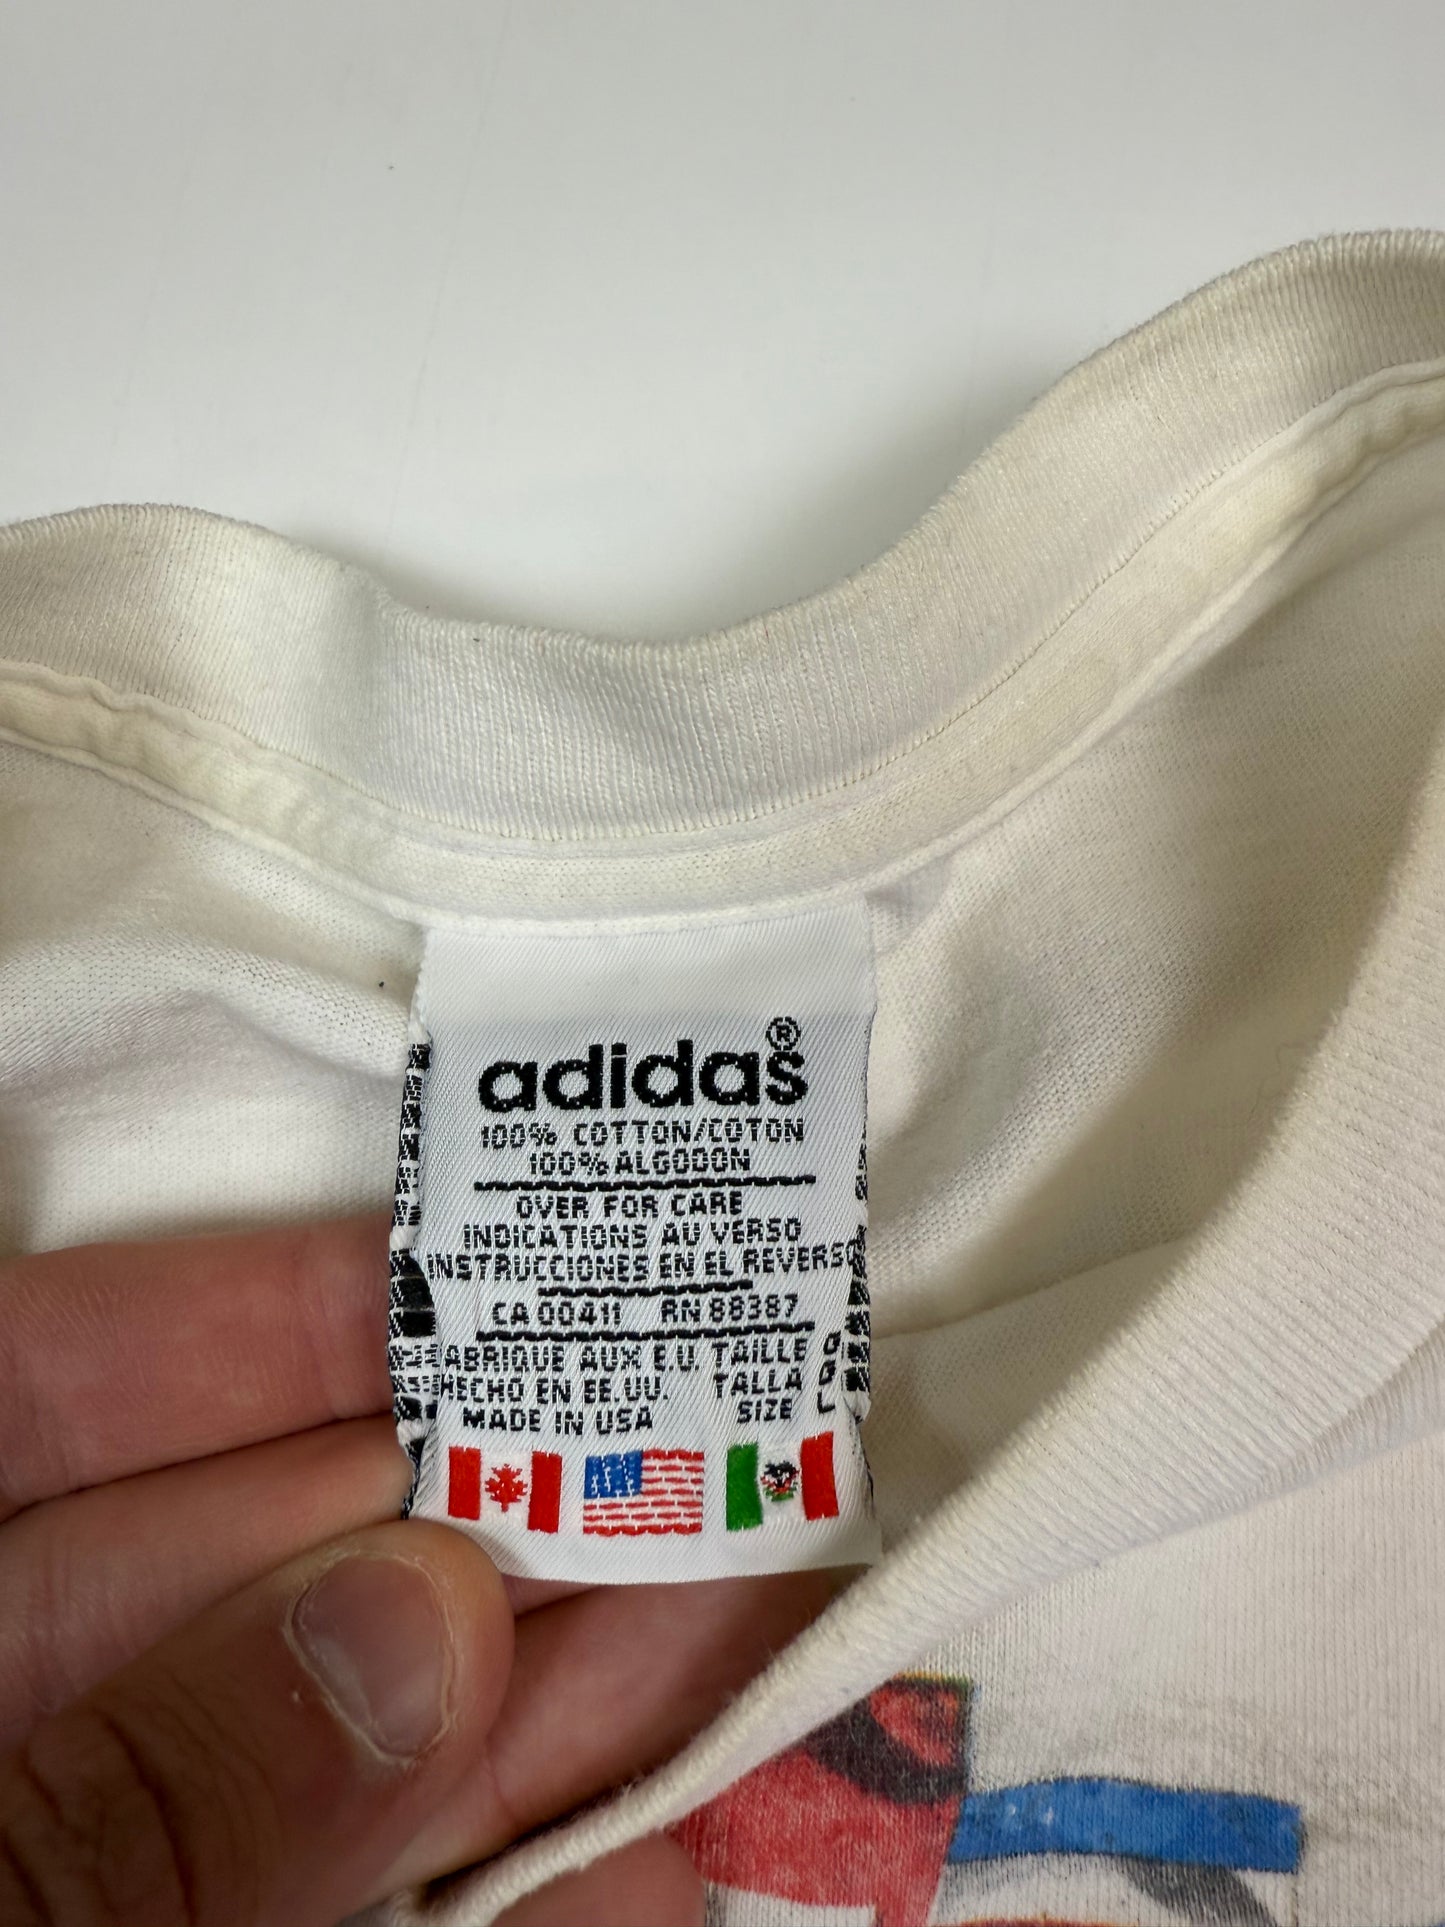 adidas®
100% COTTON/COTON
100% ALGODON
OVER FOR CARE
INDICATIONS AU VERSO
INSTRUCCIONES EN EL REVERSO
CA 00411 RN 88387
ABRIQUE AUX E.U. TAILLE G
HECHO EN EE.UU. TALLA G
MADE IN USA SIZE L